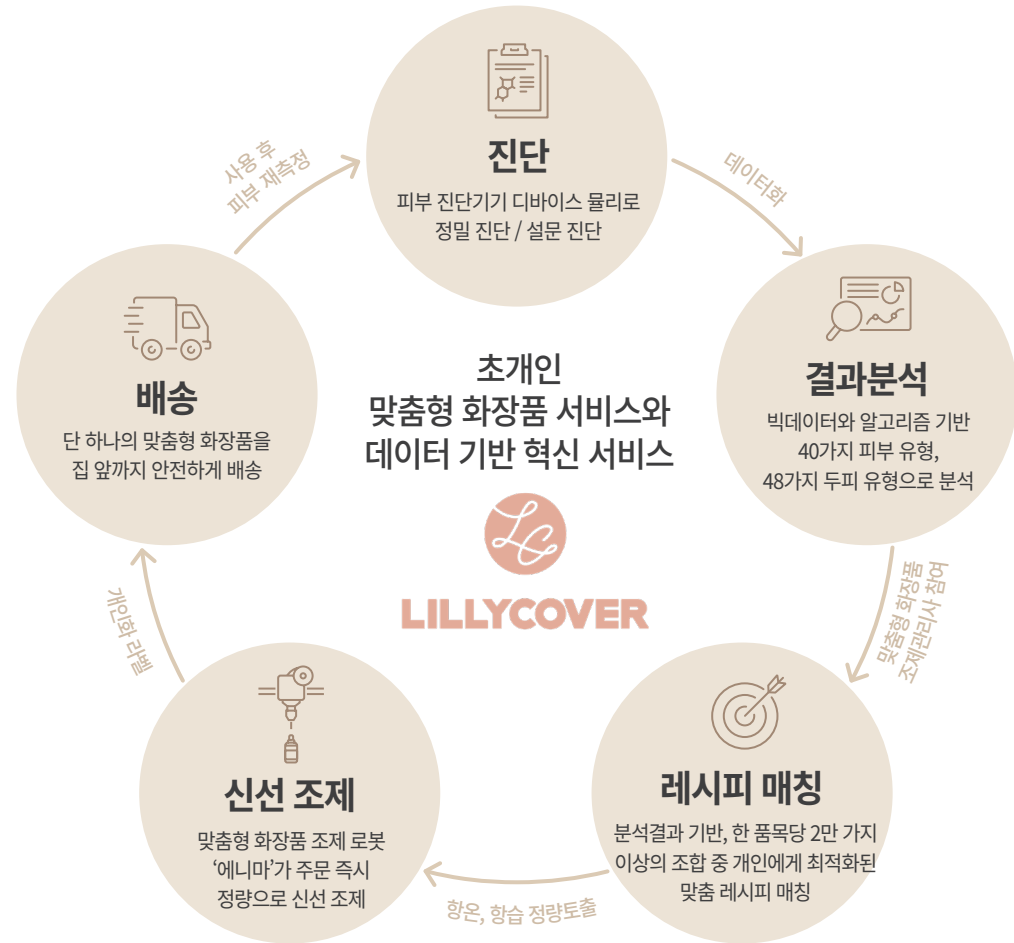 진단
피부 진단기기 디바이스 뮬리로
정밀 진단 / 설문 진단
데이터화
결과분석
빅데이터와 알고리즘 기반
40가지 피부 유형,
48가지 두피 유형으로 분석
맞춤형 화장품
조제관리사 참여
레시피 매칭
분석결과 기반, 한 품목당 2만 가지
이상의 조합 중 개인에게 최적화된
맞춤 레시피 매칭
항온, 항습 정량토출
신선 조제
맞춤형 화장품 조제 로봇
‘에니마’가 주문 즉시
정량으로 신선 조제
개인화 라벨
배송
단 하나의 맞춤형 화장품을
집 앞까지 안전하게 배송
사용 후
피부 재측정
초개인
맞춤형 화장품 서비스와
데이터 기반 혁신 서비스
LC
LILLYCOVER